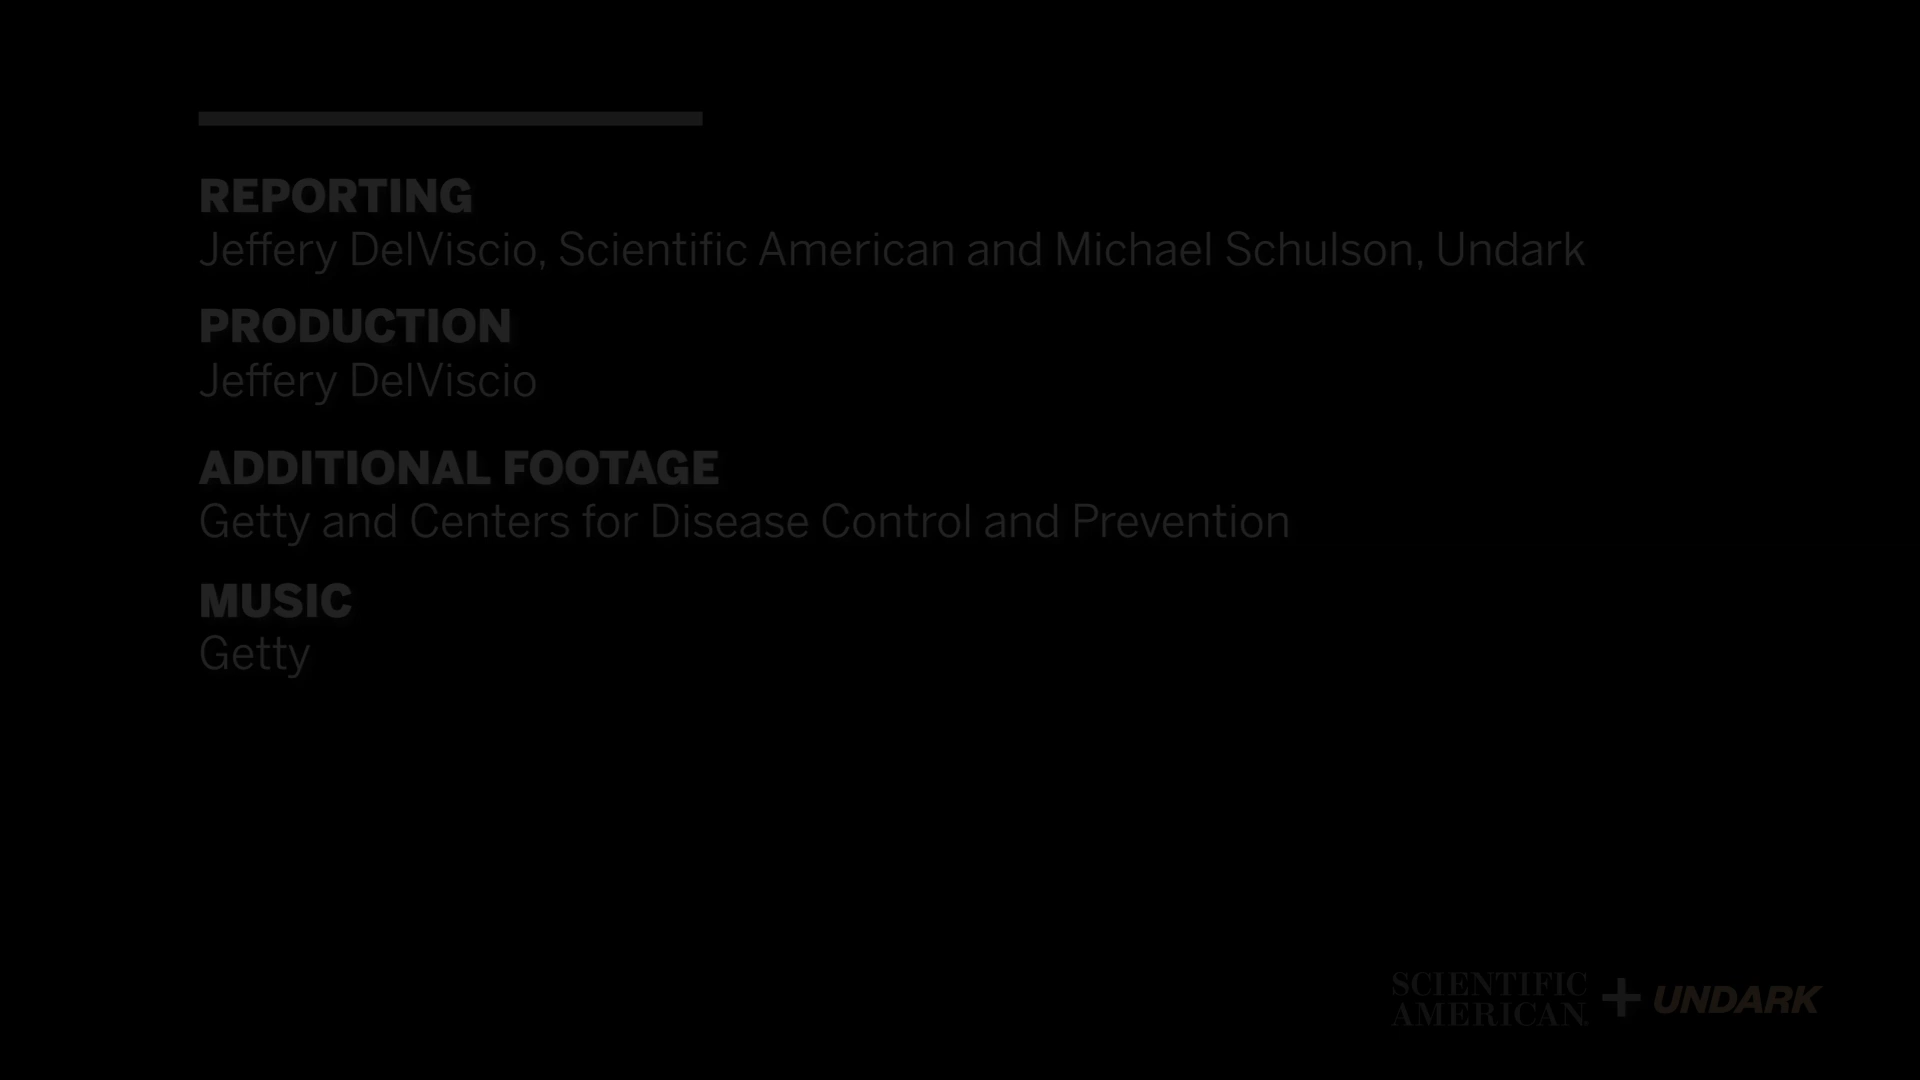 REPORTING
Jeffery DelViscio, Scientific American and Michael Schulson, Undark
PRODUCTION
Jeffery DelViscio
ADDITIONAL FOOTAGE
Getty and Centers for Disease Control and Prevention
MUSIC
Getty
SCIENTIFIC
AMERICAN + UNDARK